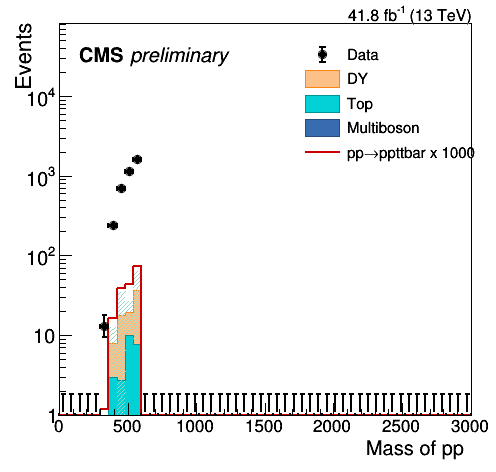 41.8 fb⁻¹ (13 TeV)
Events
CMS preliminary
Data
DY
Top
Multiboson
pp→ppttbar x 1000
10⁴
10³
10²
10
1
0 500 1000 1500 2000 2500 3000
Mass of pp